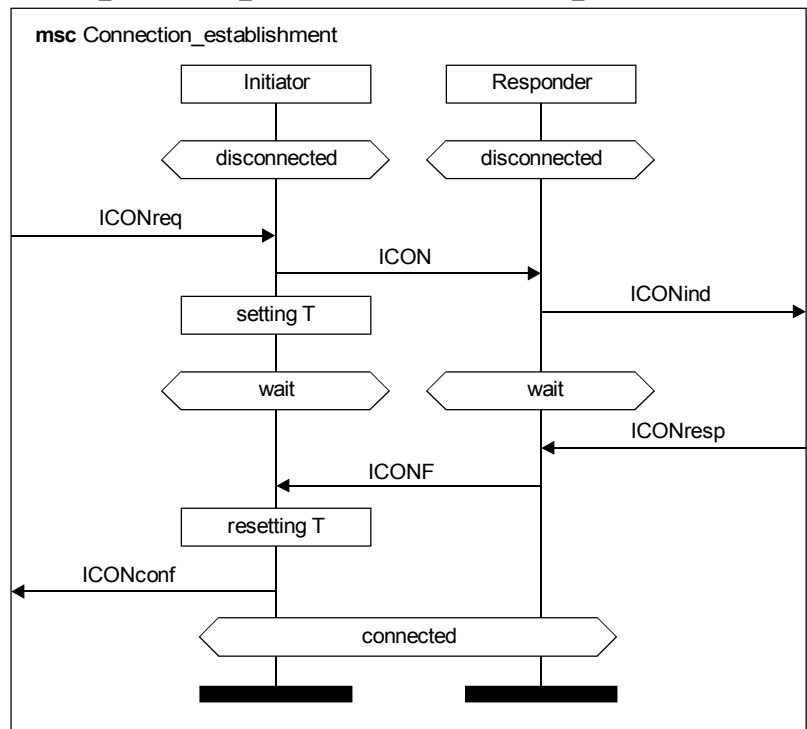 msc Connection_establishment
Initiator
Responder
disconnected
disconnected
ICONreq
ICON
ICONind
setting T
wait
wait
ICONresp
ICONF
resetting T
ICONconf
connected